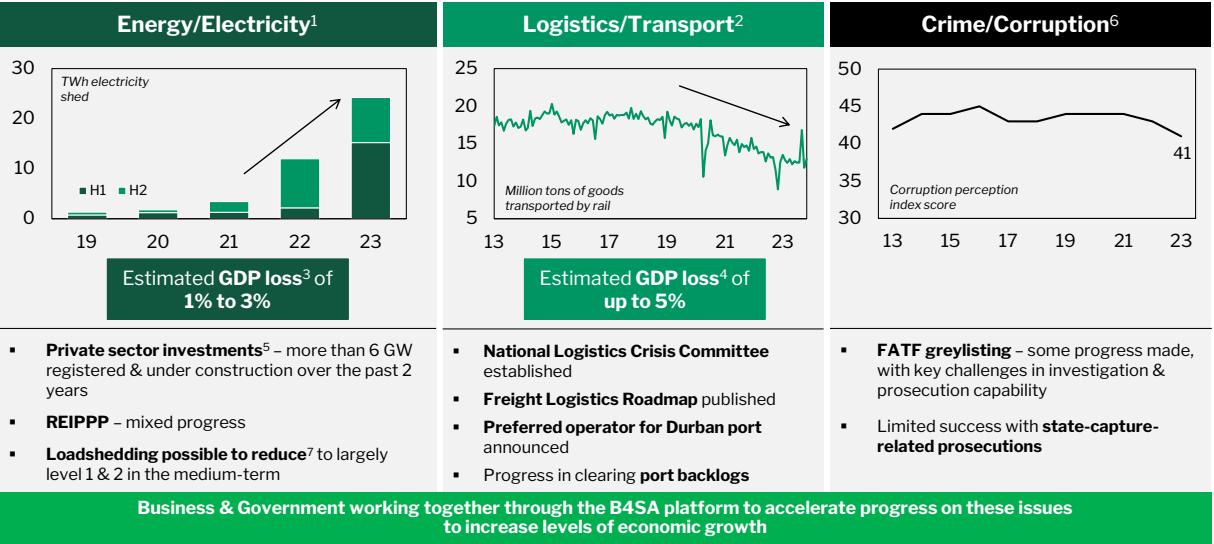 Energy/Electricity¹
30
20
10
0
TWh electricity
shed
■ H1 ■ H2
19 20 21 22 23
Estimated GDP loss³ of
1% to 3%
▪ Private sector investments⁵ – more than 6 GW
registered & under construction over the past 2
years
▪ REIPPP – mixed progress
▪ Loadshedding possible to reduce⁷ to largely
level 1 & 2 in the medium-term
Logistics/Transport²
25
20
15
10
5
Million tons of goods
transported by rail
13 15 17 19 21 23
Estimated GDP loss⁴ of
up to 5%
▪ National Logistics Crisis Committee
established
▪ Freight Logistics Roadmap published
▪ Preferred operator for Durban port
announced
▪ Progress in clearing port backlogs
Crime/Corruption⁶
50
45
40
35
30
41
Corruption perception
index score
13 15 17 19 21 23
▪ FATF greylisting – some progress made,
with key challenges in investigation &
prosecution capability
▪ Limited success with state-capture-
related prosecutions
Business & Government working together through the B4SA platform to accelerate progress on these issues
to increase levels of economic growth